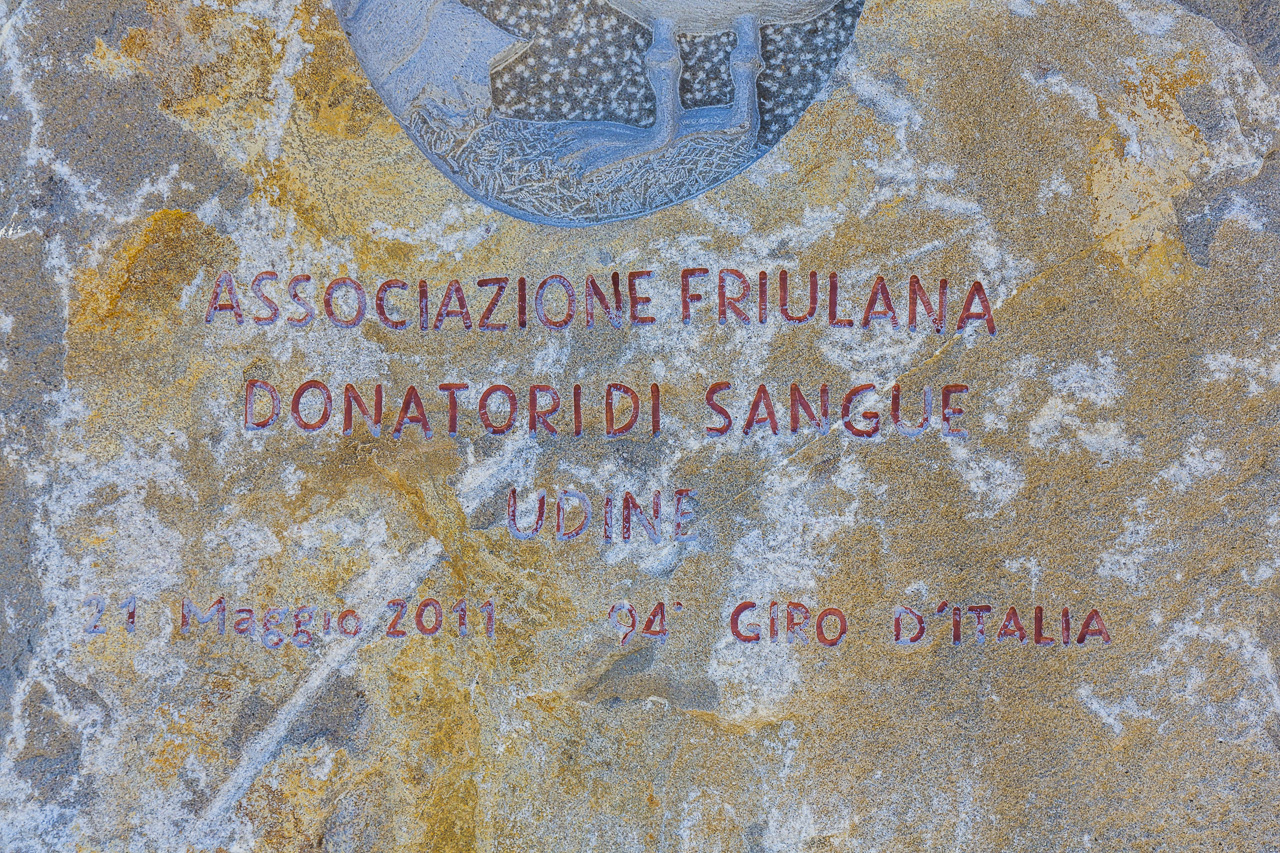 ASSOCIAZIONE FRIULANA
DONATORI DI SANGUE
UDINE
21 Maggio 2011 94° GIRO D'ITALIA